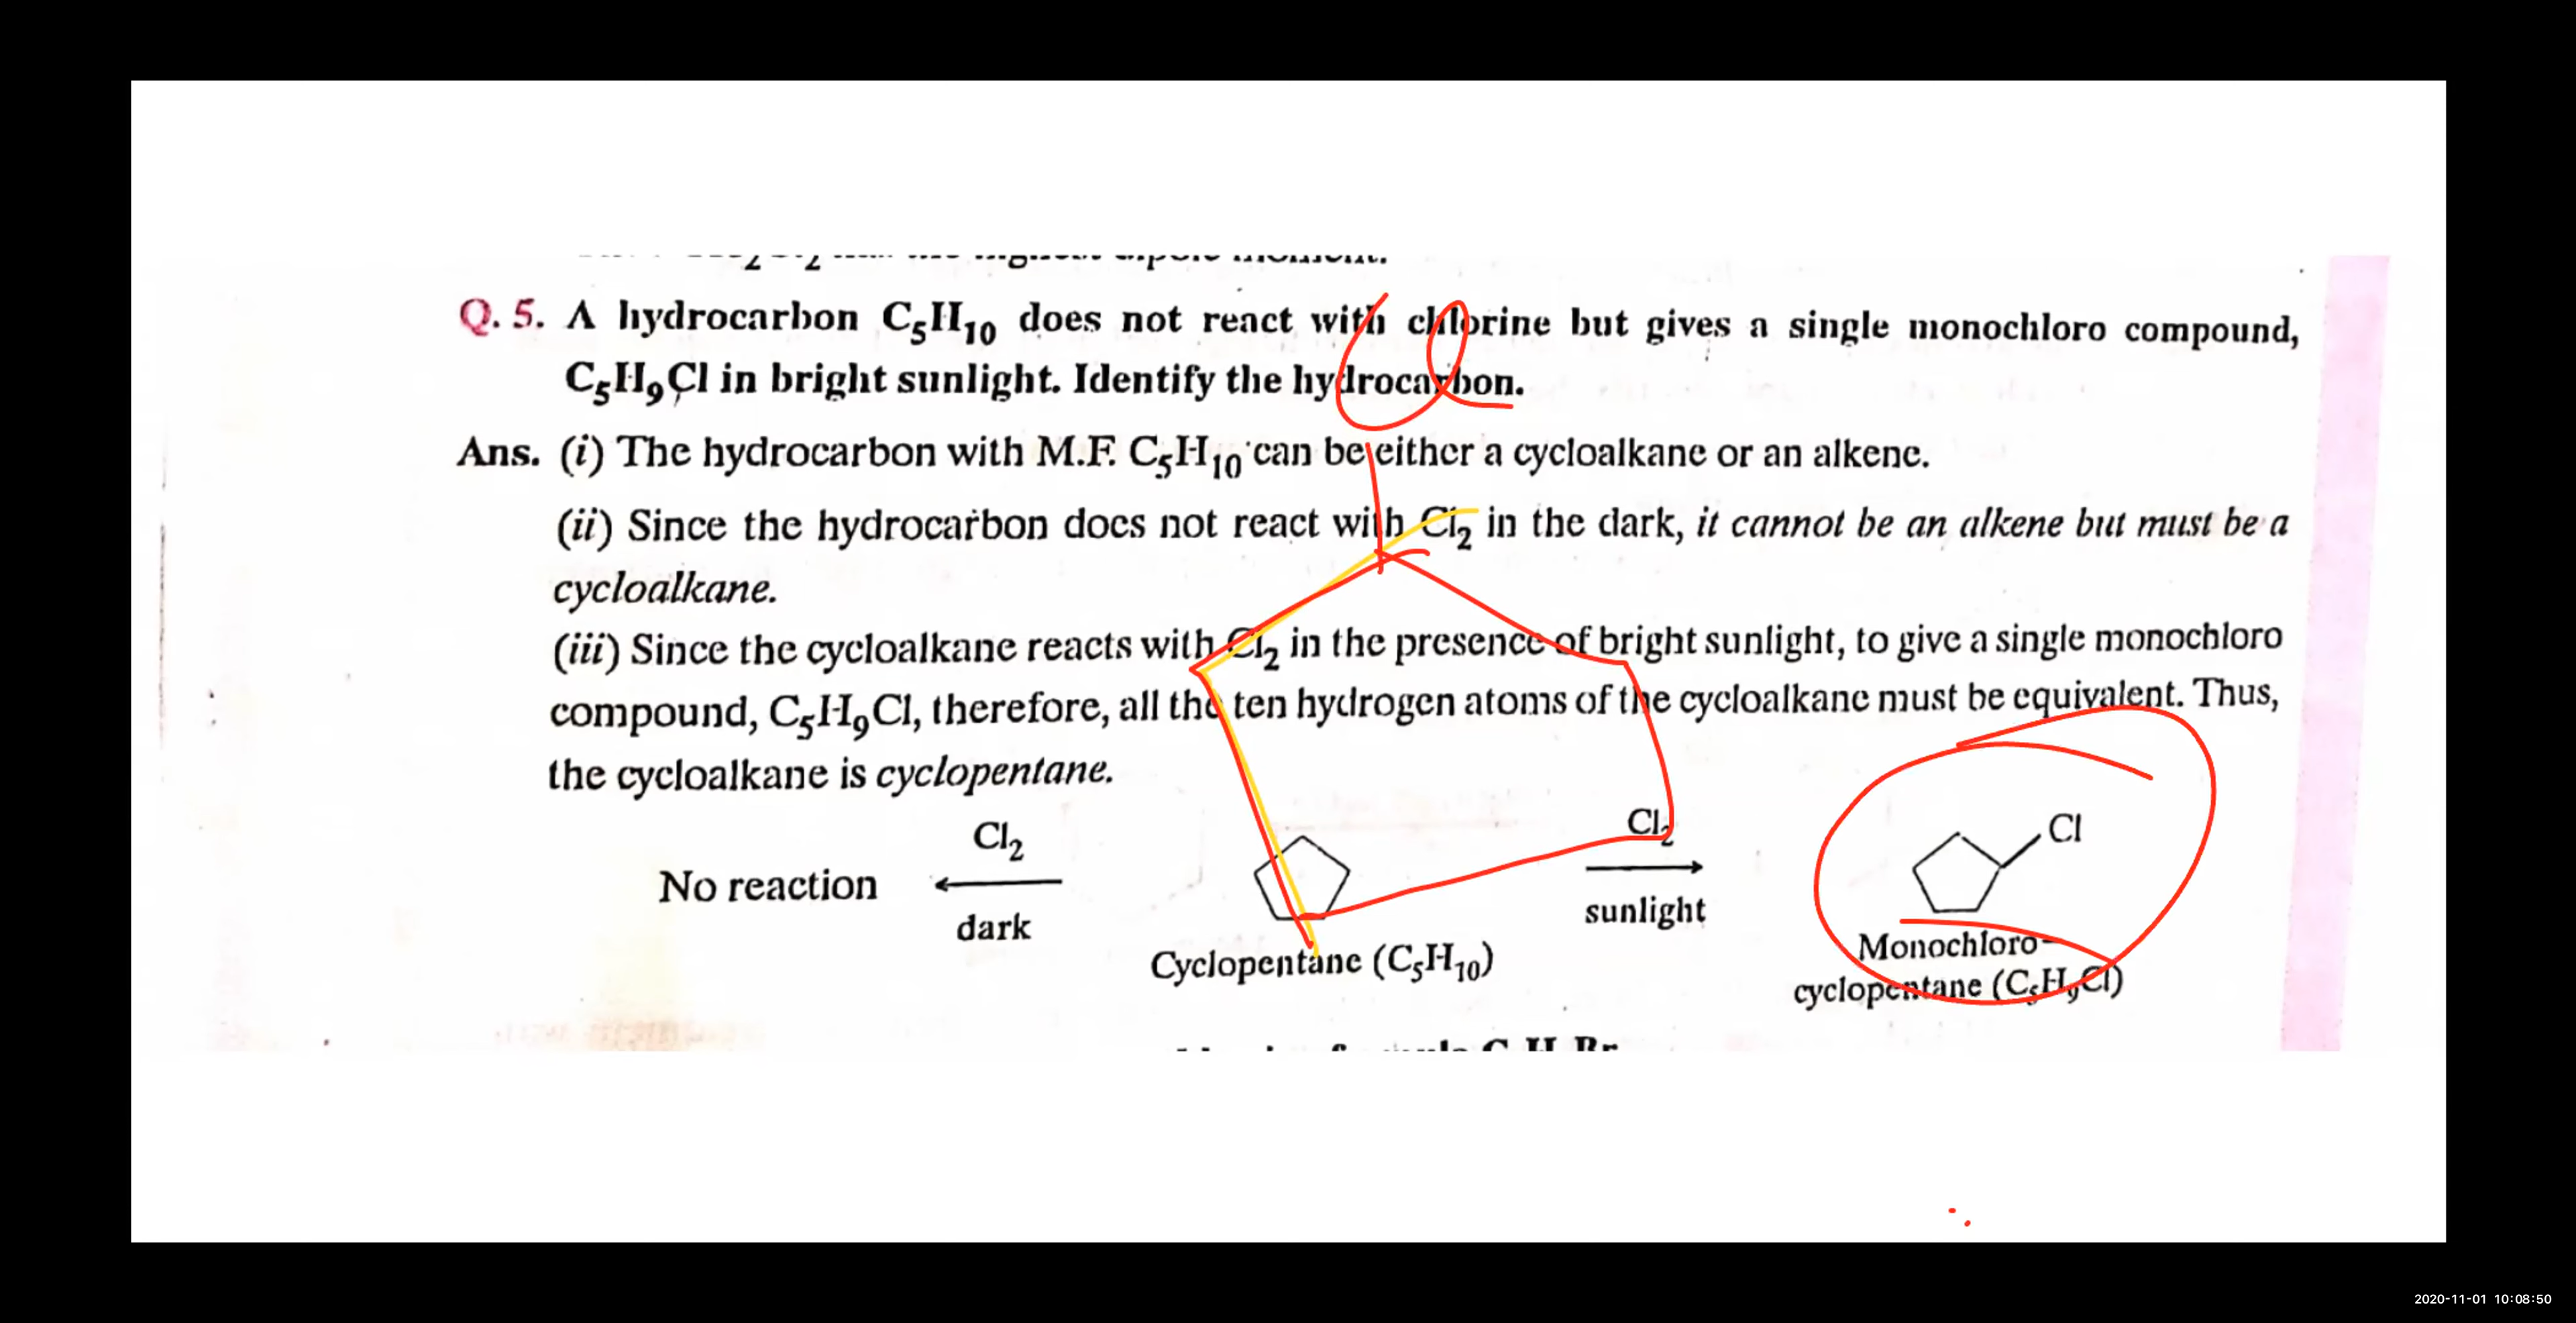 Q. 5. A hydrocarbon C₅H₁₀ does not react with chlorine but gives a single monochloro compound,
C₅H₉Cl in bright sunlight. Identify the hydrocarbon.
Ans. (i) The hydrocarbon with M.F. C₅H₁₀ can be either a cycloalkane or an alkene.
(ii) Since the hydrocarbon does not react with Cl₂ in the dark, it cannot be an alkene but must be a
cycloalkane.
(iii) Since the cycloalkane reacts with Cl₂ in the presence of bright sunlight, to give a single monochloro
compound, C₅H₉Cl, therefore, all the ten hydrogen atoms of the cycloalkane must be equivalent. Thus,
the cycloalkane is cyclopentane.
No reaction
Cl₂
dark
Cyclopentane (C₅H₁₀)
Cl₂
sunlight
Cl
Monochloro-
cyclopentane (C₅H₉Cl)
Cl
2020-11-01 10:08:50